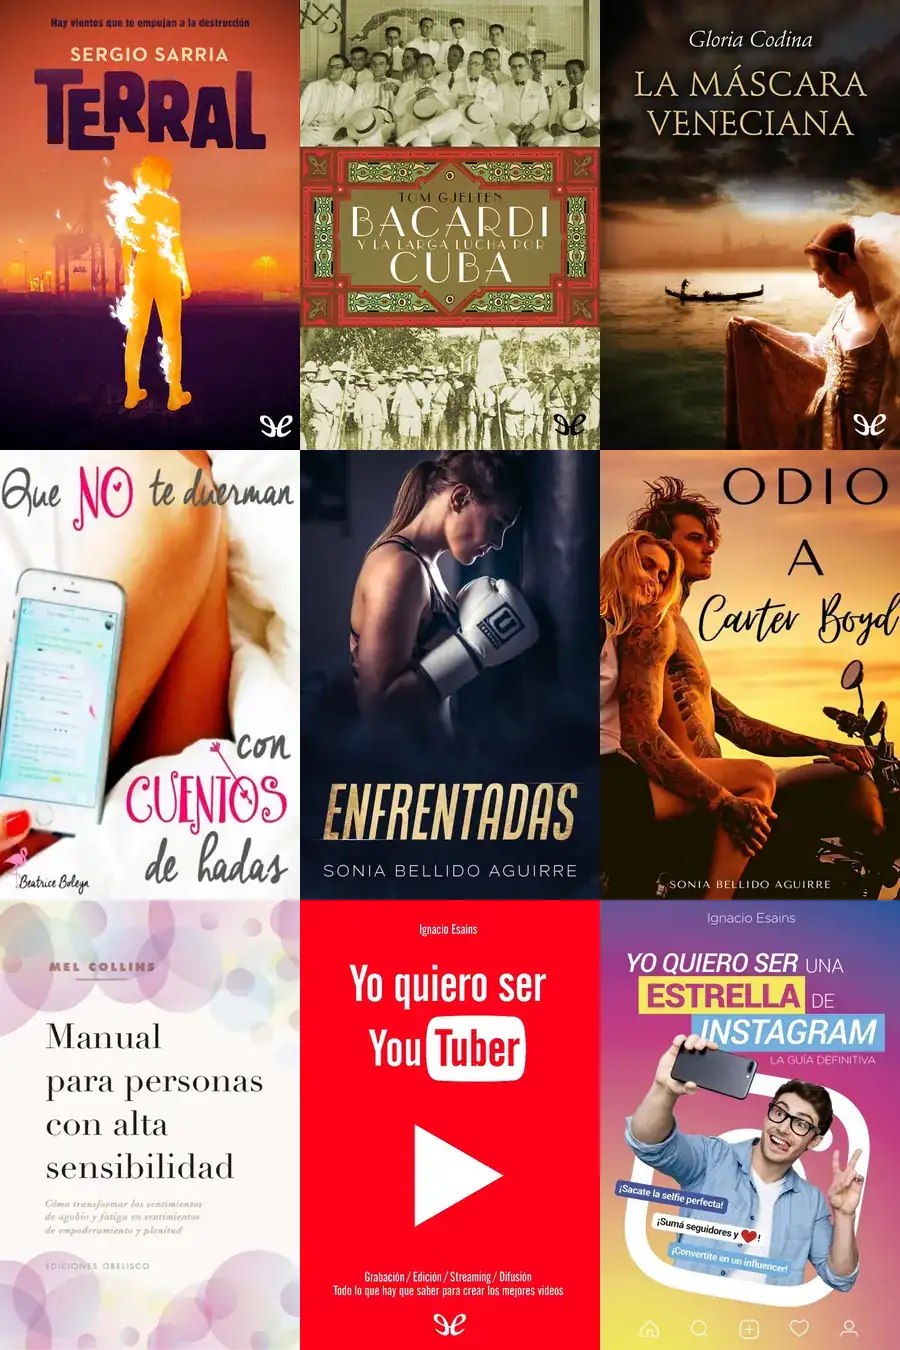 Hay vientos que te empujan a la destrucción
SERGIO SARRIA
TERRAL
TOM GJELTEN
BACARDI
Y LA LARGA LUCHA POR
CUBA
Gloria Codina
LA MÁSCARA
VENECIANA
Que NO te duerman
con
CUENTOS
de hadas
Beatrice Boleyn
ENFRENTADAS
SONIA BELLIDO AGUIRRE
ODIO
A
Carter Boyd
SONIA BELLIDO AGUIRRE
MEL COLLINS
Manual
para personas
con alta
sensibilidad
Cómo transformar los sentimientos
de agobio y fatiga en sentimientos
de empoderamiento y plenitud
EDICIONES OBELISCO
Ignacio Esains
Yo quiero ser
YouTuber
Grabación / Edición / Streaming / Difusión
Todo lo que hay que saber para crear los mejores videos
Ignacio Esains
YO QUIERO SER UNA
ESTRELLA DE
INSTAGRAM
LA GUÍA DEFINITIVA
¡Sacate la selfie perfecta!
¡Sumá seguidores y ❤!
¡Convertite en un influencer!